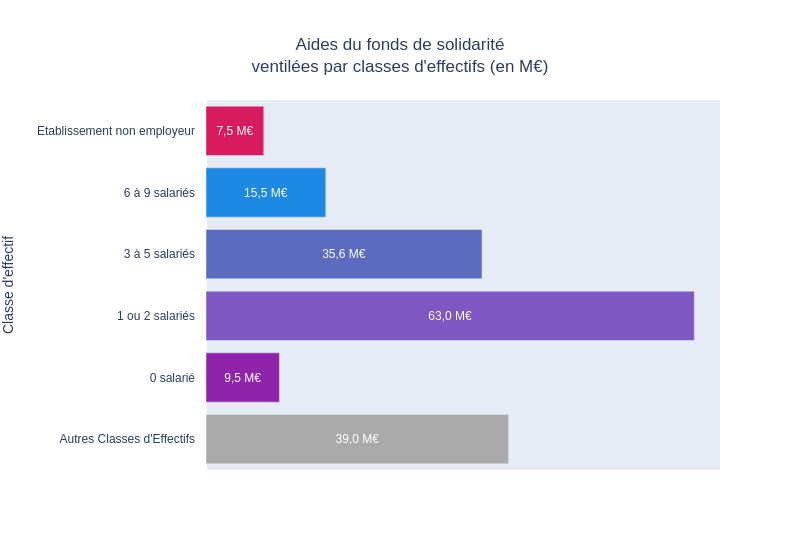 Aides du fonds de solidarité
ventilées par classes d'effectifs (en M€)
Classe d'effectif
Etablissement non employeur
7,5 M€
6 à 9 salariés
15,5 M€
3 à 5 salariés
35,6 M€
1 ou 2 salariés
63,0 M€
0 salarié
9,5 M€
Autres Classes d'Effectifs
39,0 M€